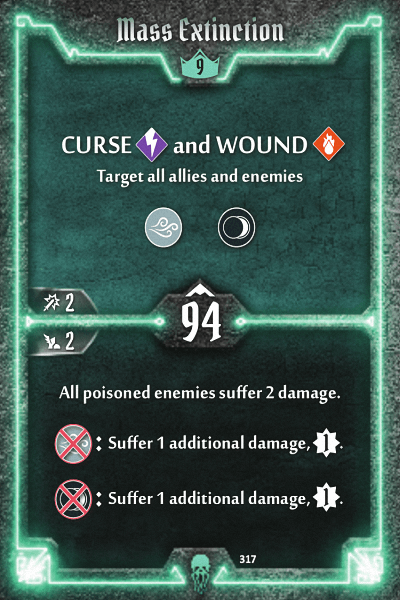 Mass Extinction
9
CURSE and WOUND
Target all allies and enemies
2
94
2
All poisoned enemies suffer 2 damage.
: Suffer 1 additional damage, 1.
: Suffer 1 additional damage, 1.
317